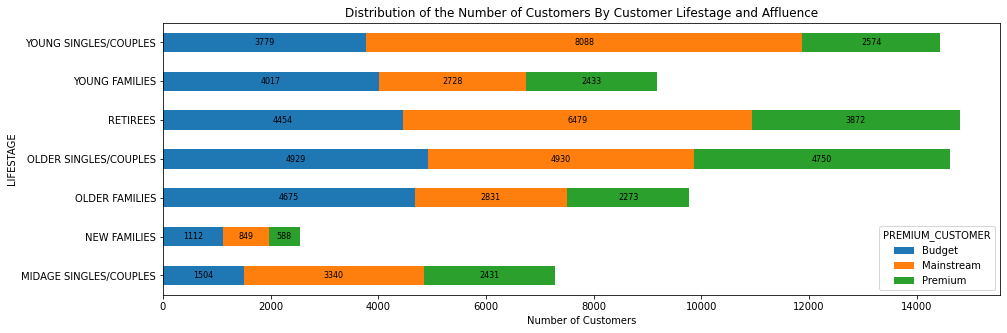 Distribution of the Number of Customers By Customer Lifestage and Affluence
LIFESTAGE
YOUNG SINGLES/COUPLES 3779 8088 2574
YOUNG FAMILIES 4017 2728 2433
RETIREES 4454 6479 3872
OLDER SINGLES/COUPLES 4929 4930 4750
OLDER FAMILIES 4675 2831 2273
NEW FAMILIES 1112 849 588
MIDAGE SINGLES/COUPLES 1504 3340 2431
PREMIUM_CUSTOMER
Budget
Mainstream
Premium
0 2000 4000 6000 8000 10000 12000 14000
Number of Customers